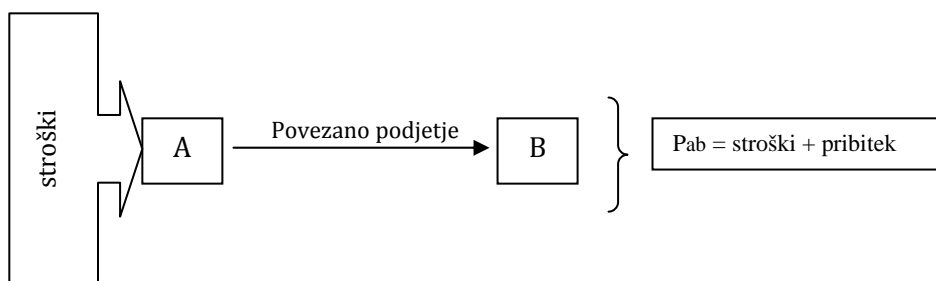 stroški
A
Povezano podjetje
B
Pab = stroški + pribitek